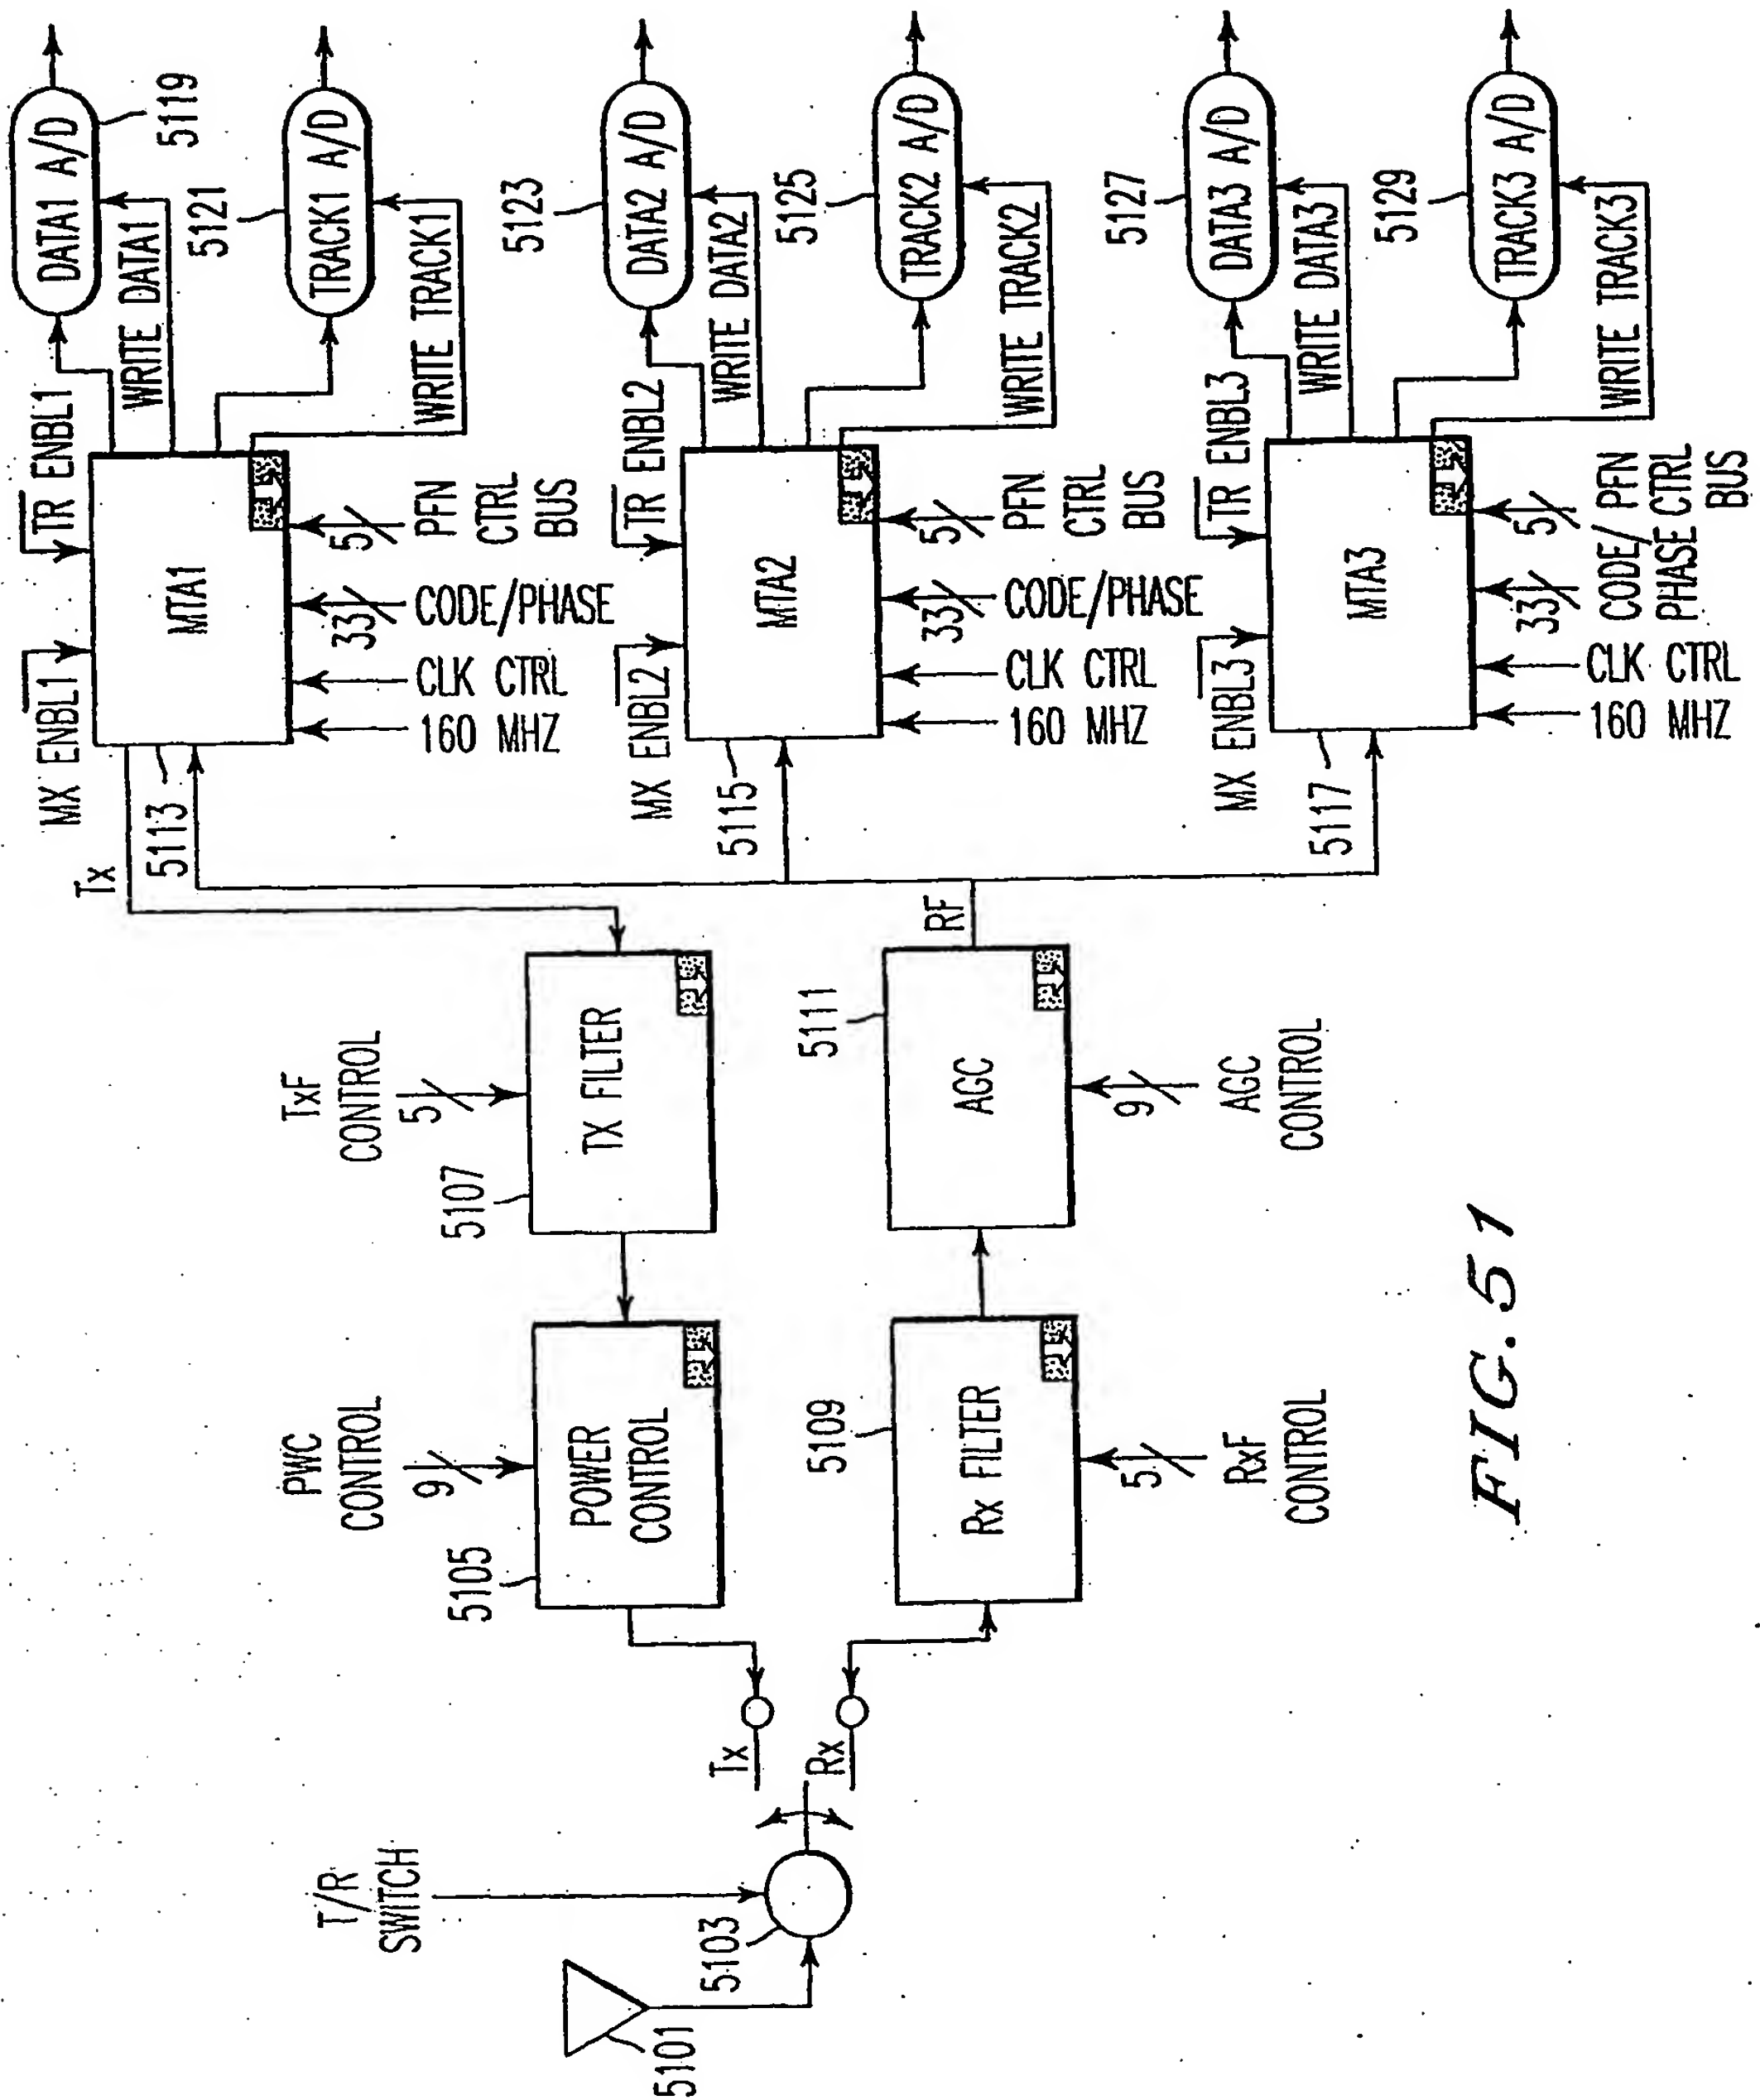 5101
T/R
SWITCH
5103
Tx
Rx
PWC
CONTROL
9
5105
POWER
CONTROL
TxF
CONTROL
5
5107
TX FILTER
5109
Rx FILTER
5
RxF
CONTROL
5111
AGC
9
AGC
CONTROL
RF
Tx
5113
MX ENBL1
TR ENBL1
MTA1
160 MHZ
CLK CTRL
33
CODE/PHASE
5
PFN
CTRL
BUS
DATA1 A/D
5119
WRITE DATA1
5121
TRACK1 A/D
WRITE TRACK1
5115
MX ENBL2
TR ENBL2
MTA2
160 MHZ
CLK CTRL
33
CODE/PHASE
5
PFN
CTRL
BUS
5123
DATA2 A/D
WRITE DATA2
5125
TRACK2 A/D
WRITE TRACK2
5117
MX ENBL3
TR ENBL3
MTA3
160 MHZ
CLK CTRL
33
CODE/
PHASE
5
PFN
CTRL
BUS
5127
DATA3 A/D
WRITE DATA3
5129
TRACK3 A/D
WRITE TRACK3
FIG. 51